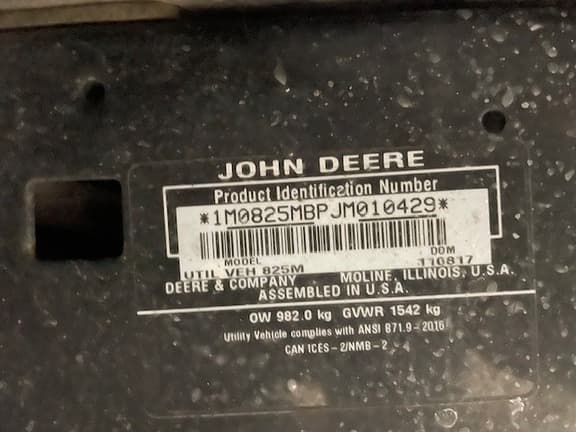 JOHN DEERE
Product Identification Number
*1M0825MBPJM010429*
MODEL DOM
UTIL VEH 825M 110817
DEERE & COMPANY MOLINE, ILLINOIS, U.S.A.
ASSEMBLED IN U.S.A.
OW 982.0 kg GVWR 1542 kg
Utility Vehicle complies with ANSI B71.9-2016
CAN ICES-2/NMB-2